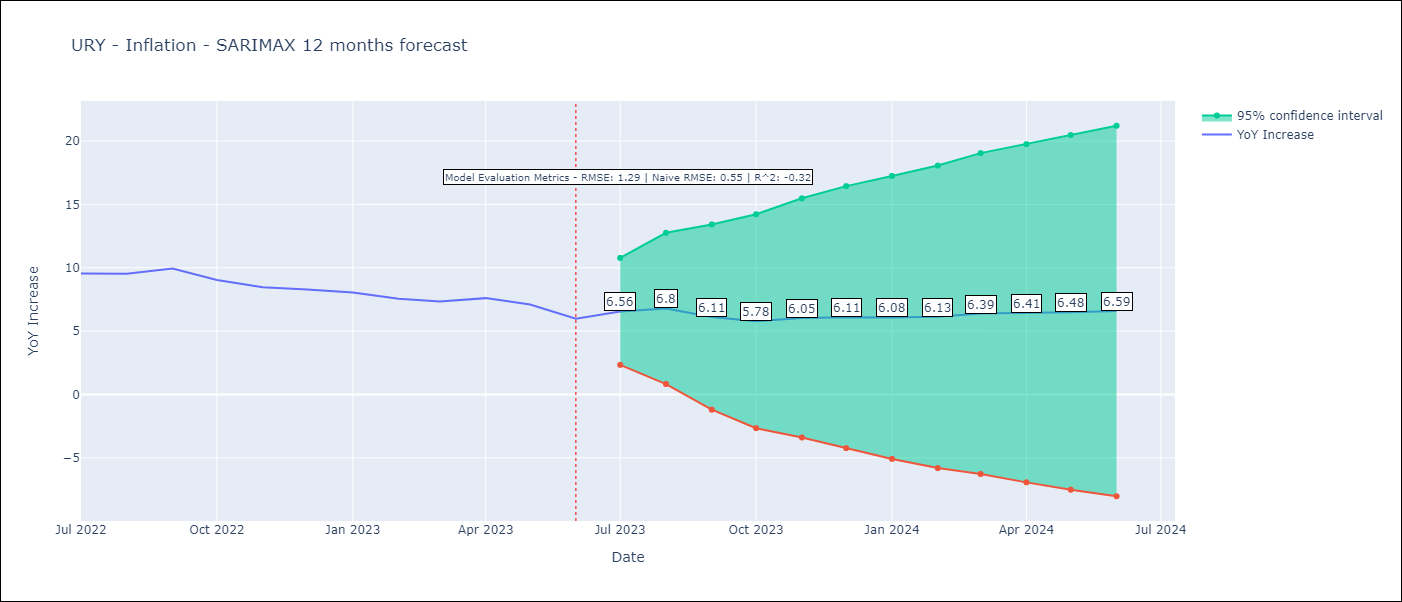 URY - Inflation - SARIMAX 12 months forecast
95% confidence interval
YoY Increase
Model Evaluation Metrics - RMSE: 1.29 | Naive RMSE: 0.55 | R^2: -0.32
20
15
10
5
0
−5
YoY Increase
6.56
6.8
6.11
5.78
6.05
6.11
6.08
6.13
6.39
6.41
6.48
6.59
Jul 2022
Oct 2022
Jan 2023
Apr 2023
Jul 2023
Oct 2023
Jan 2024
Apr 2024
Jul 2024
Date